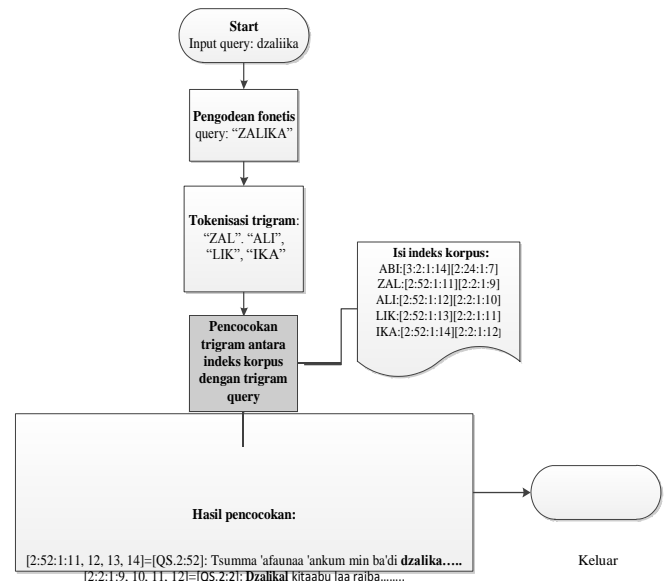 Start
Input query: dzaliika
Pengodean fonetis
query: “ZALIKA”
Tokenisasi trigram:
“ZAL”. “ALI”,
“LIK”, “IKA”
Isi indeks korpus:
ABI:[3:2:1:14][2:24:1:7]
ZAL:[2:52:1:11][2:2:1:9]
ALI:[2:52:1:12][2:2:1:10]
LIK:[2:52:1:13][2:2:1:11]
IKA:[2:52:1:14][2:2:1:12]
Pencocokan
trigram antara
indeks korpus
dengan trigram
query
Hasil pencocokan:
[2:52:1:11, 12, 13, 14]=[QS.2:52]: Tsumma 'afaunaa 'ankum min ba'di dzalika…..
[2:2:1:9, 10, 11, 12]=[QS.2:2]: Dzalikal kitaabu laa raiba……..
Keluar